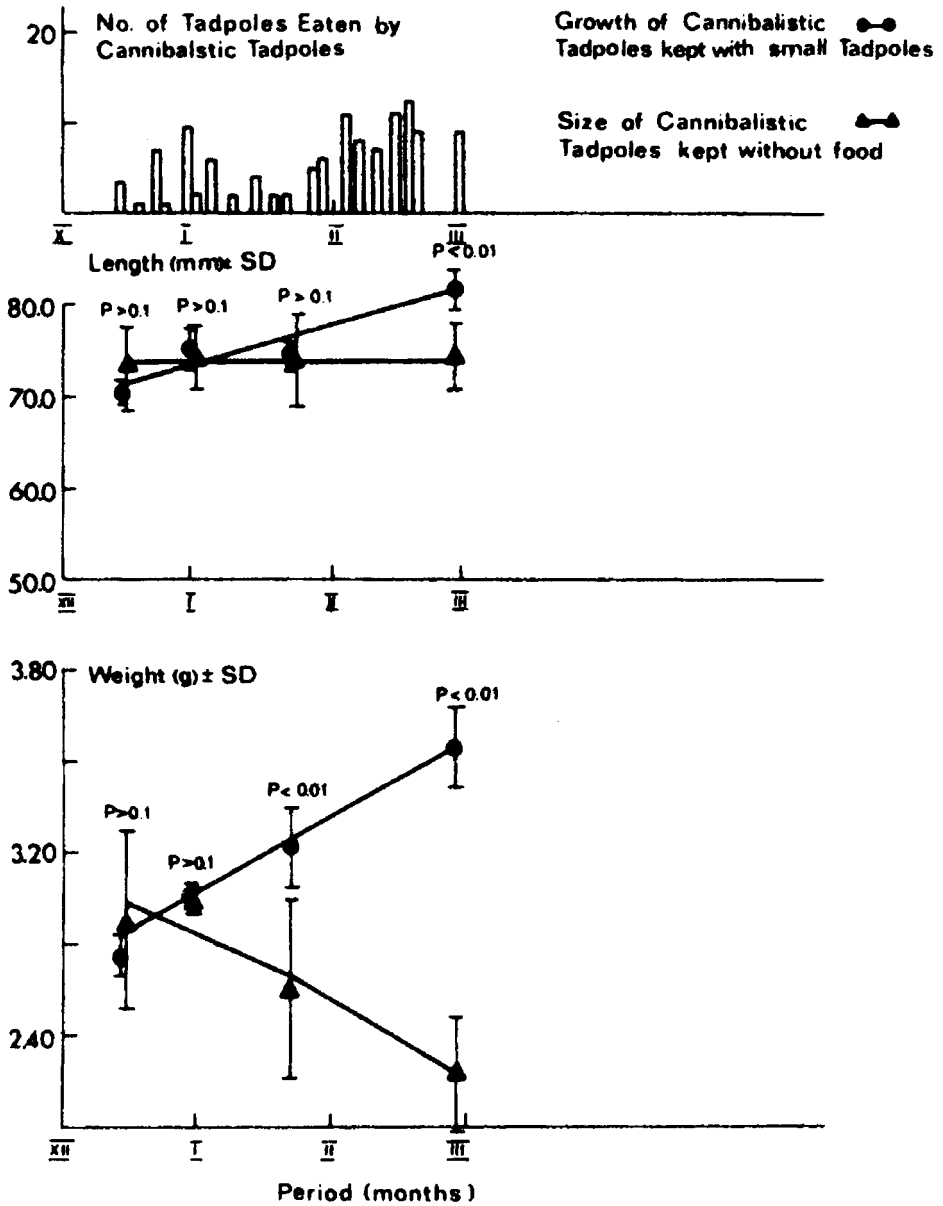 20
No. of Tadpoles Eaten by
Cannibalstic Tadpoles
Growth of Cannibalistic
Tadpoles kept with small Tadpoles
Size of Cannibalistic
Tadpoles kept without food
X I II III
Length (mm)± SD
P<0.01
P>0.1 P>0.1 P>0.1
80.0
70.0
60.0
50.0
XII I II III
3.80
Weight (g) ± SD
P<0.01
P<0.01
P>0.1
P>0.1
3.20
2.40
XII I II III
Period (months)